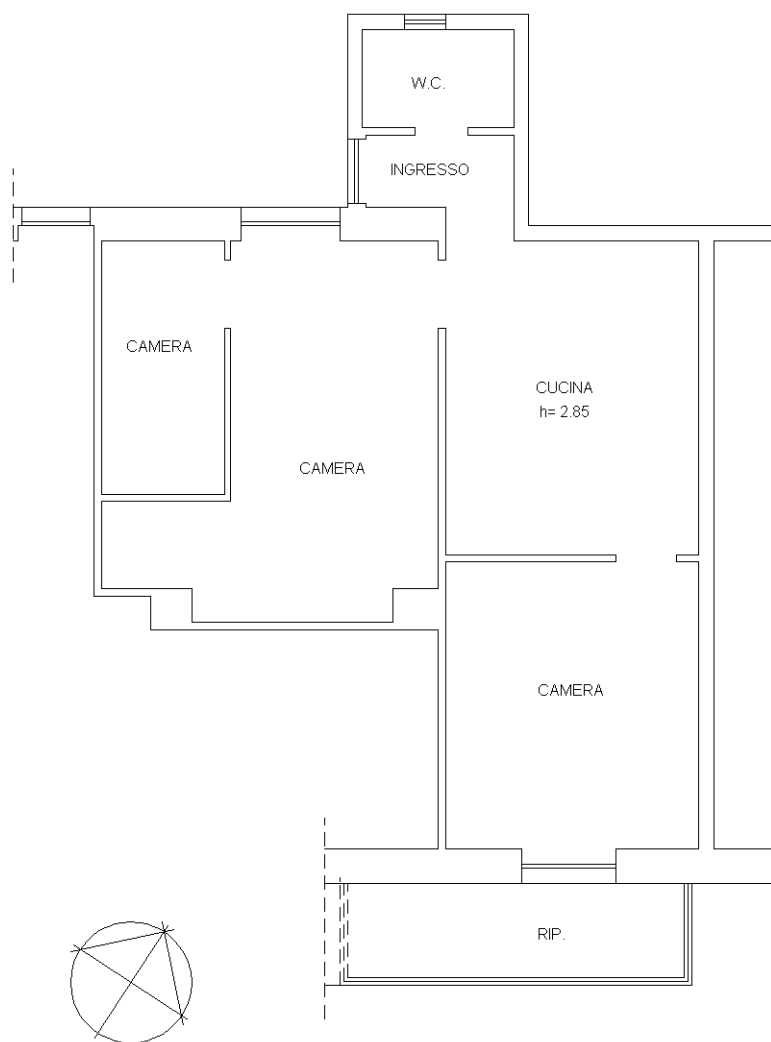 W.C.
INGRESSO
CAMERA
CUCINA
h= 2.85
CAMERA
CAMERA
RIP.